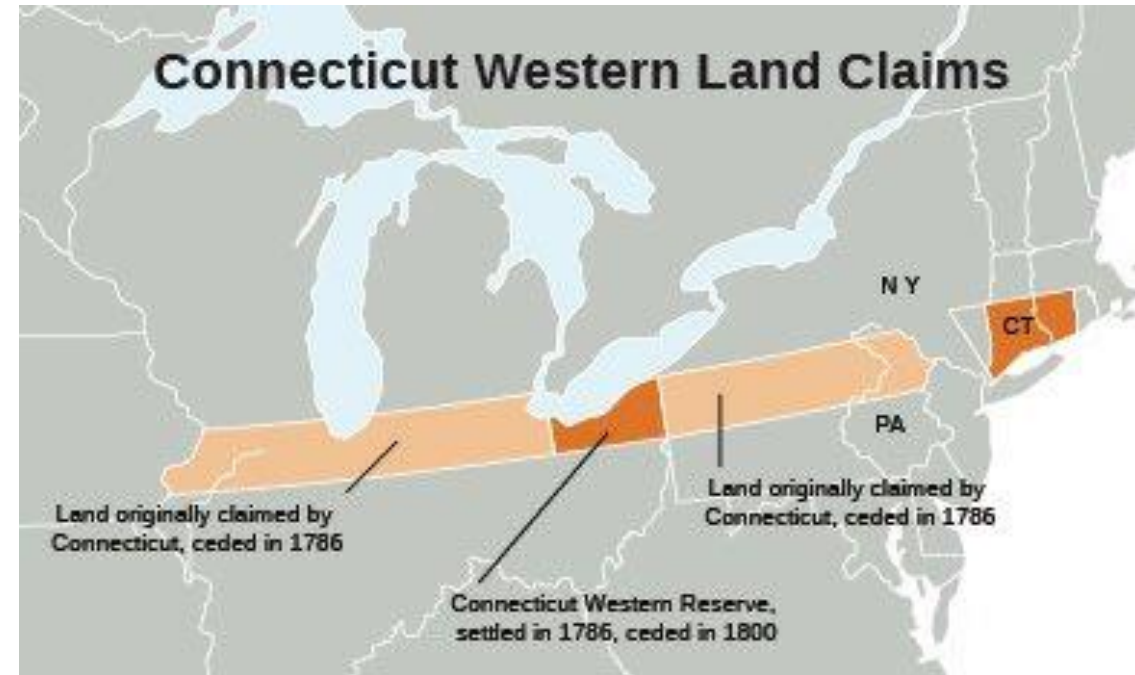 Connecticut Western Land Claims
N Y
CT
PA
Land originally claimed by
Connecticut, ceded in 1786
Land originally claimed by
Connecticut, ceded in 1786
Connecticut Western Reserve,
settled in 1786, ceded in 1800